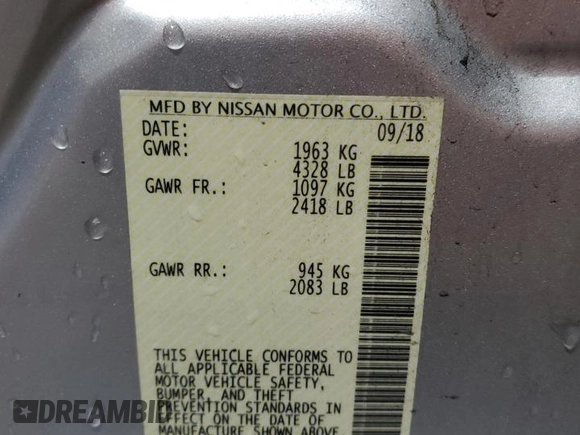 MFD BY NISSAN MOTOR CO., LTD.
DATE: 09/18
GVWR: 1963 KG
4328 LB
GAWR FR.: 1097 KG
2418 LB
GAWR RR.: 945 KG
2083 LB
THIS VEHICLE CONFORMS TO
ALL APPLICABLE FEDERAL
MOTOR VEHICLE SAFETY,
BUMPER, AND THEFT
PREVENTION STANDARDS IN
EFFECT ON THE DATE OF
MANUFACTURE SHOWN ABOVE
DREAMBID